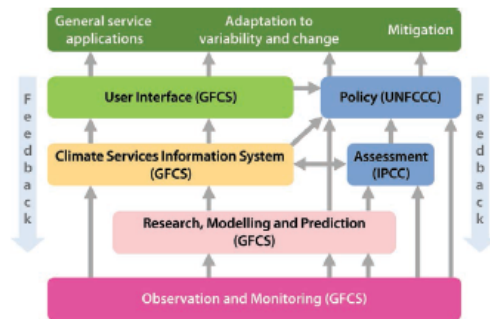 General service
applications
Adaptation to
variability and change
Mitigation
Feedback
User Interface (GFCS)
Policy (UNFCCC)
Feedback
Climate Services Information System
(GFCS)
Assessment
(IPCC)
Research, Modelling and Prediction
(GFCS)
Observation and Monitoring (GFCS)